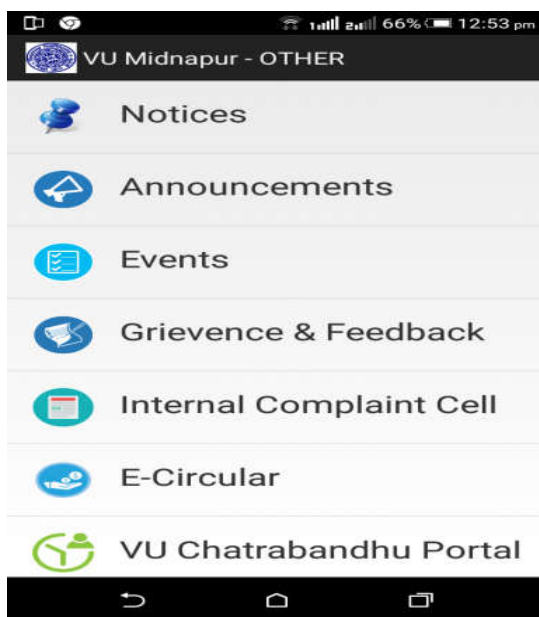 66% 12:53 pm
VU Midnapur - OTHER
Notices
Announcements
Events
Grievence & Feedback
Internal Complaint Cell
E-Circular
VU Chatrabandhu Portal